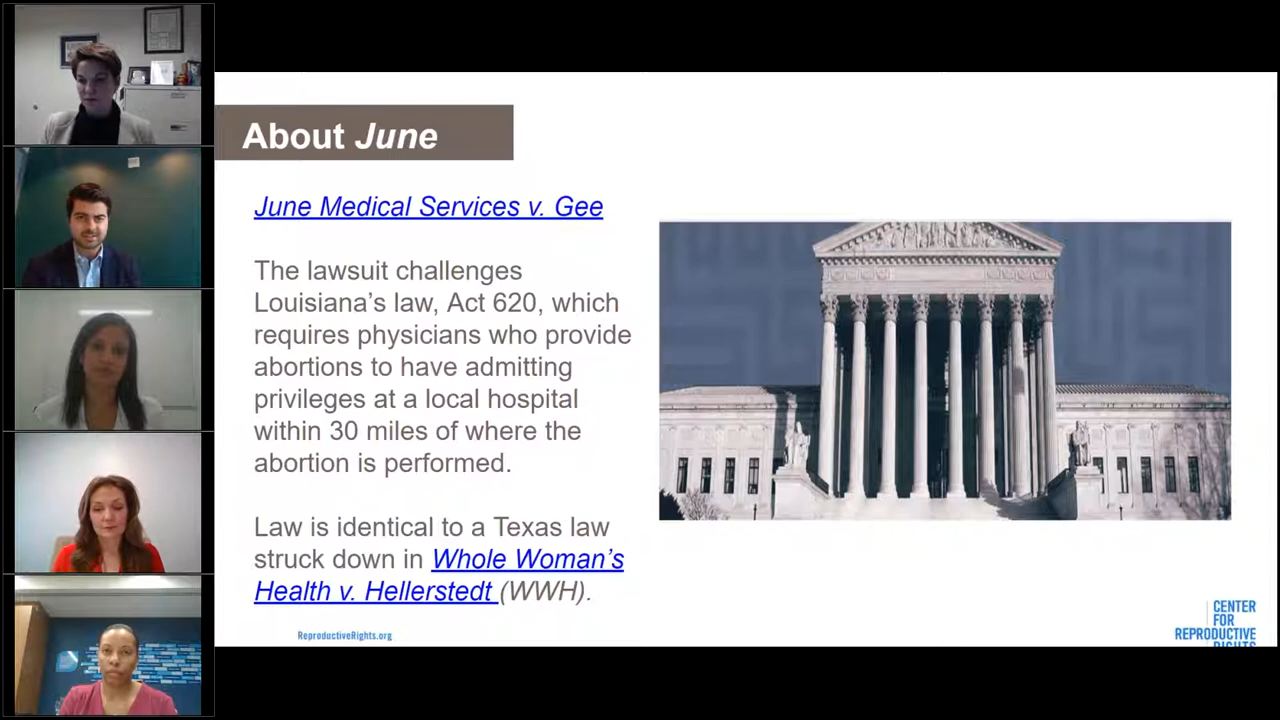 About June
June Medical Services v. Gee
The lawsuit challenges
Louisiana’s law, Act 620, which
requires physicians who provide
abortions to have admitting
privileges at a local hospital
within 30 miles of where the
abortion is performed.
Law is identical to a Texas law
struck down in Whole Woman’s
Health v. Hellerstedt (WWH).
ReproductiveRights.org
CENTER
FOR
REPRODUCTIVE
RIGHTS